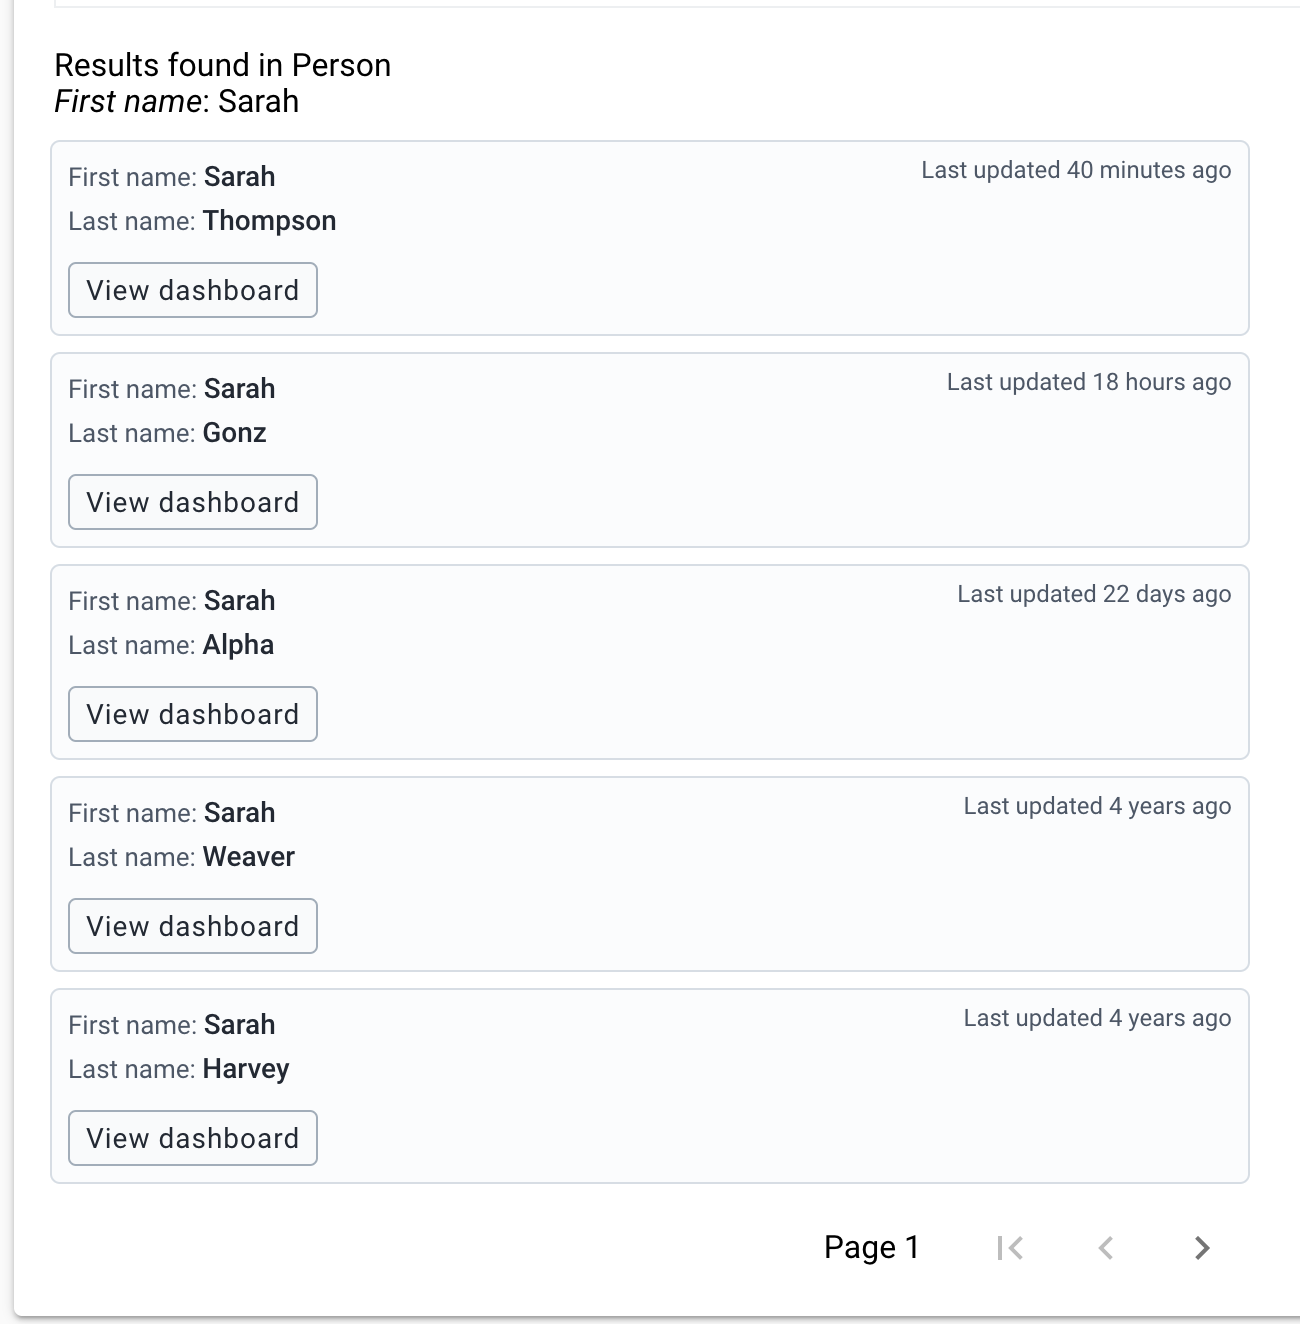 Results found in Person
First name: Sarah
First name: Sarah
Last updated 40 minutes ago
Last name: Thompson
View dashboard
First name: Sarah
Last updated 18 hours ago
Last name: Gonz
View dashboard
First name: Sarah
Last updated 22 days ago
Last name: Alpha
View dashboard
First name: Sarah
Last updated 4 years ago
Last name: Weaver
View dashboard
First name: Sarah
Last updated 4 years ago
Last name: Harvey
View dashboard
Page 1